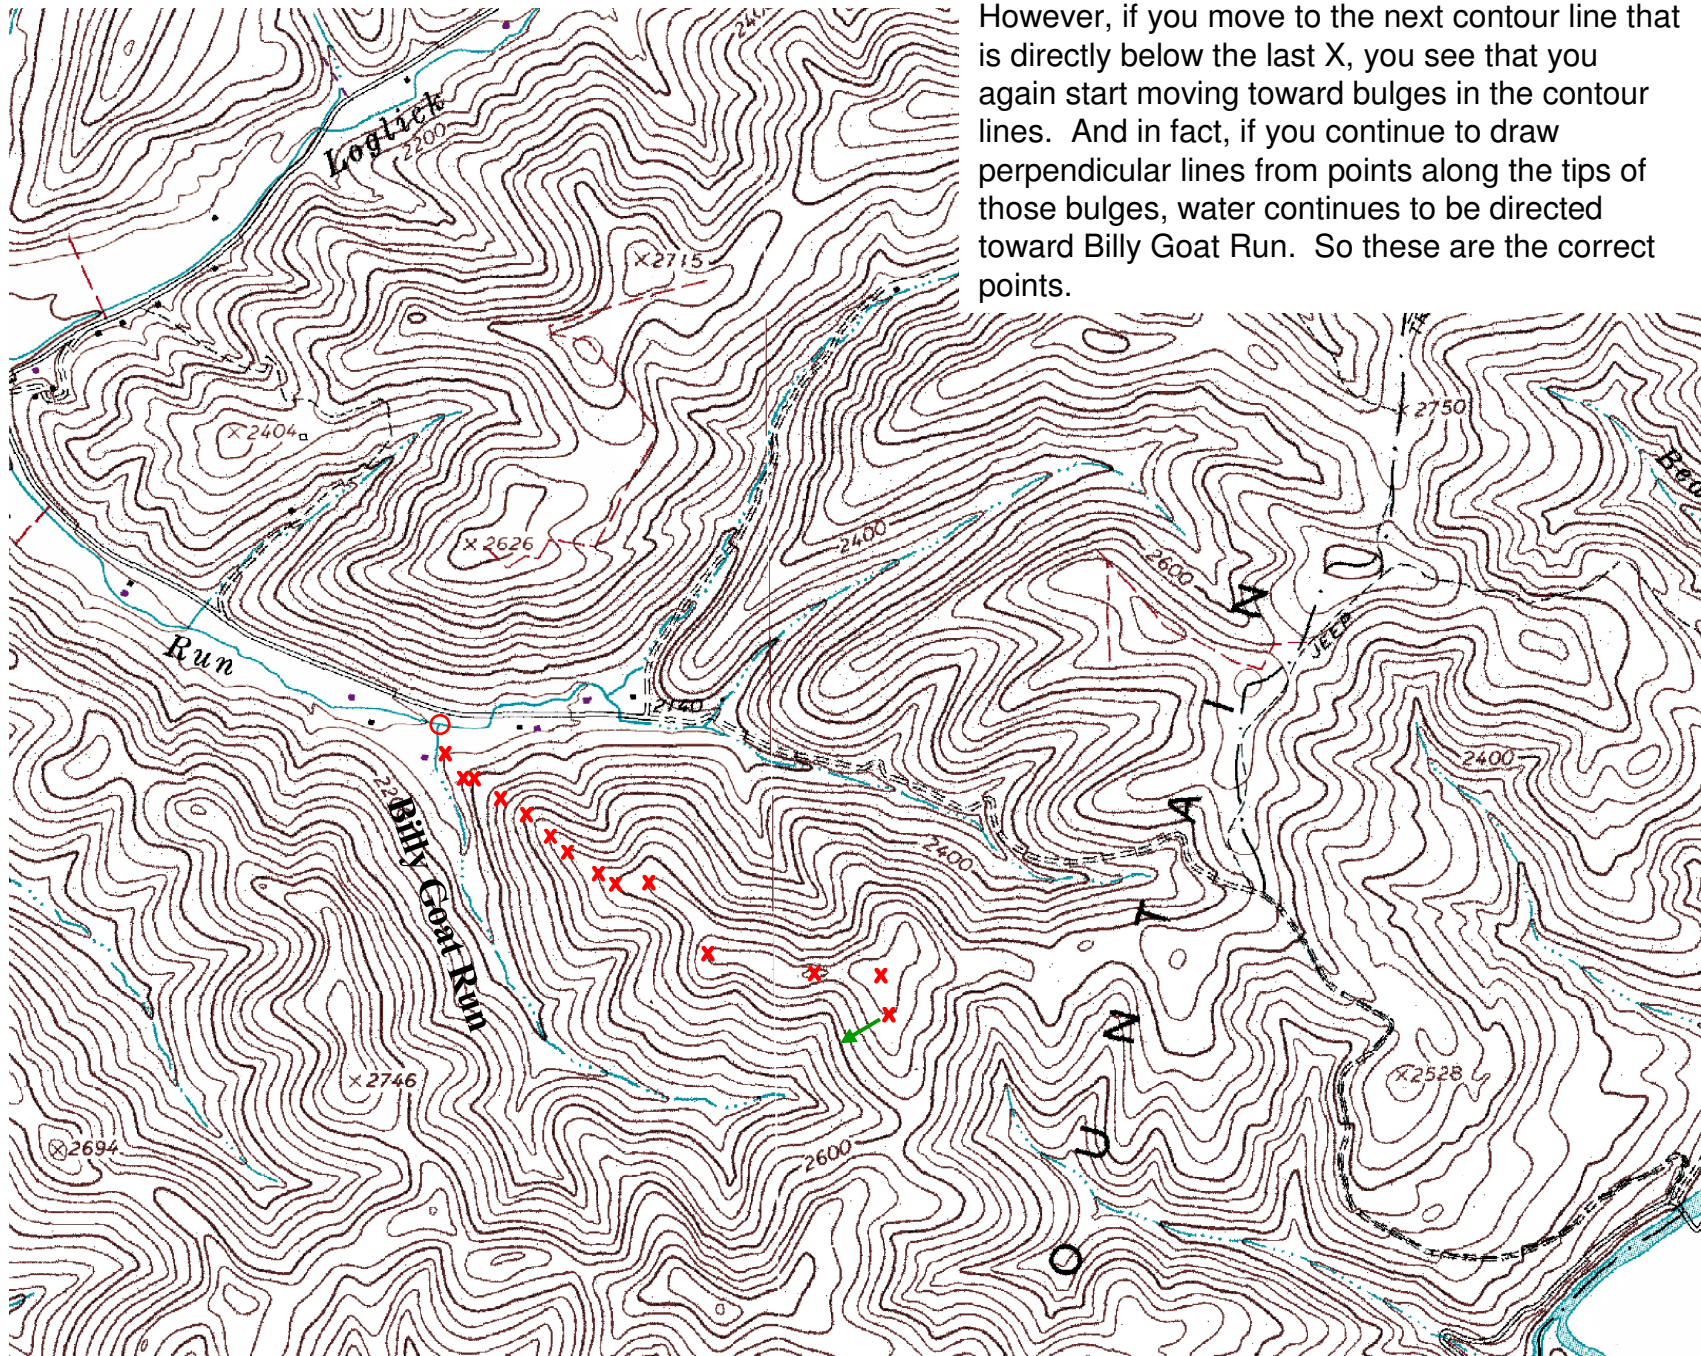 However, if you move to the next contour line that
is directly below the last X, you see that you
again start moving toward bulges in the contour
lines. And in fact, if you continue to draw
perpendicular lines from points along the tips of
those bulges, water continues to be directed
toward Billy Goat Run. So these are the correct
points.
Loglick
2200
×2715
×2404
×2750
×2626
2400
2600
JEEP
Run
2140
2400
2400
Billy Goat Run
×2746
×2694
2600
×2528
M O U N T A I N